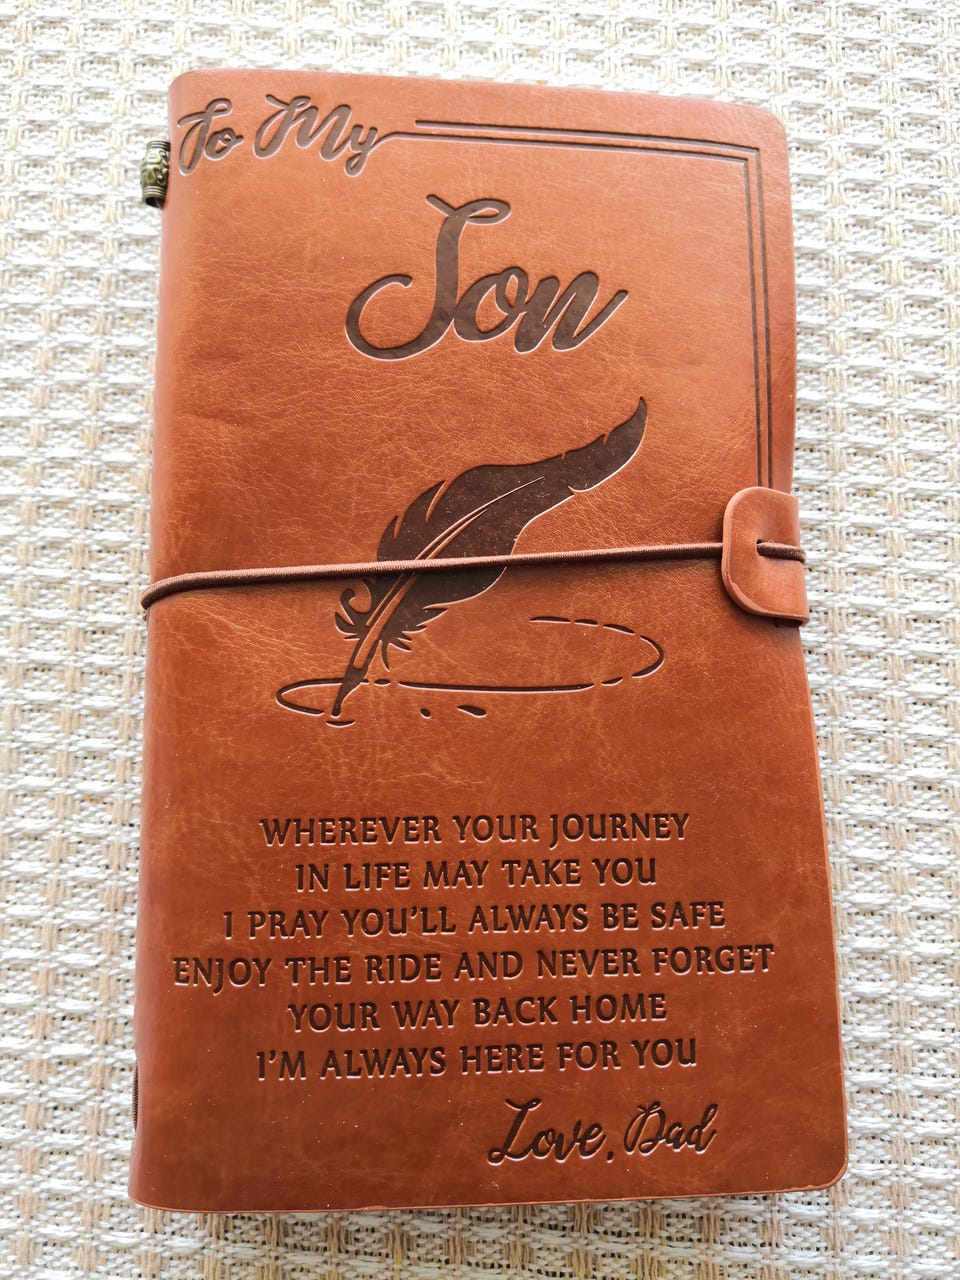 To My
Son
WHEREVER YOUR JOURNEY
IN LIFE MAY TAKE YOU
I PRAY YOU'LL ALWAYS BE SAFE
ENJOY THE RIDE AND NEVER FORGET
YOUR WAY BACK HOME
I'M ALWAYS HERE FOR YOU
Love, Dad